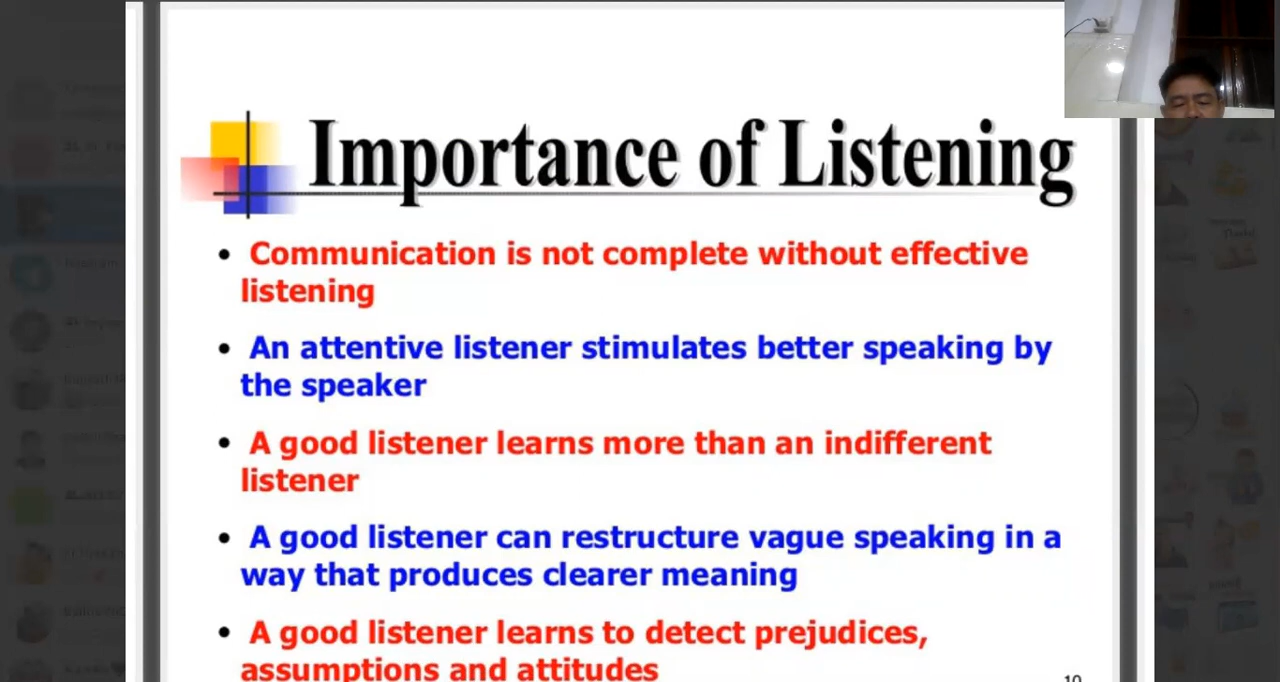 Importance of Listening
• Communication is not complete without effective
listening
• An attentive listener stimulates better speaking by
the speaker
• A good listener learns more than an indifferent
listener
• A good listener can restructure vague speaking in a
way that produces clearer meaning
• A good listener learns to detect prejudices,
assumptions and attitudes
10